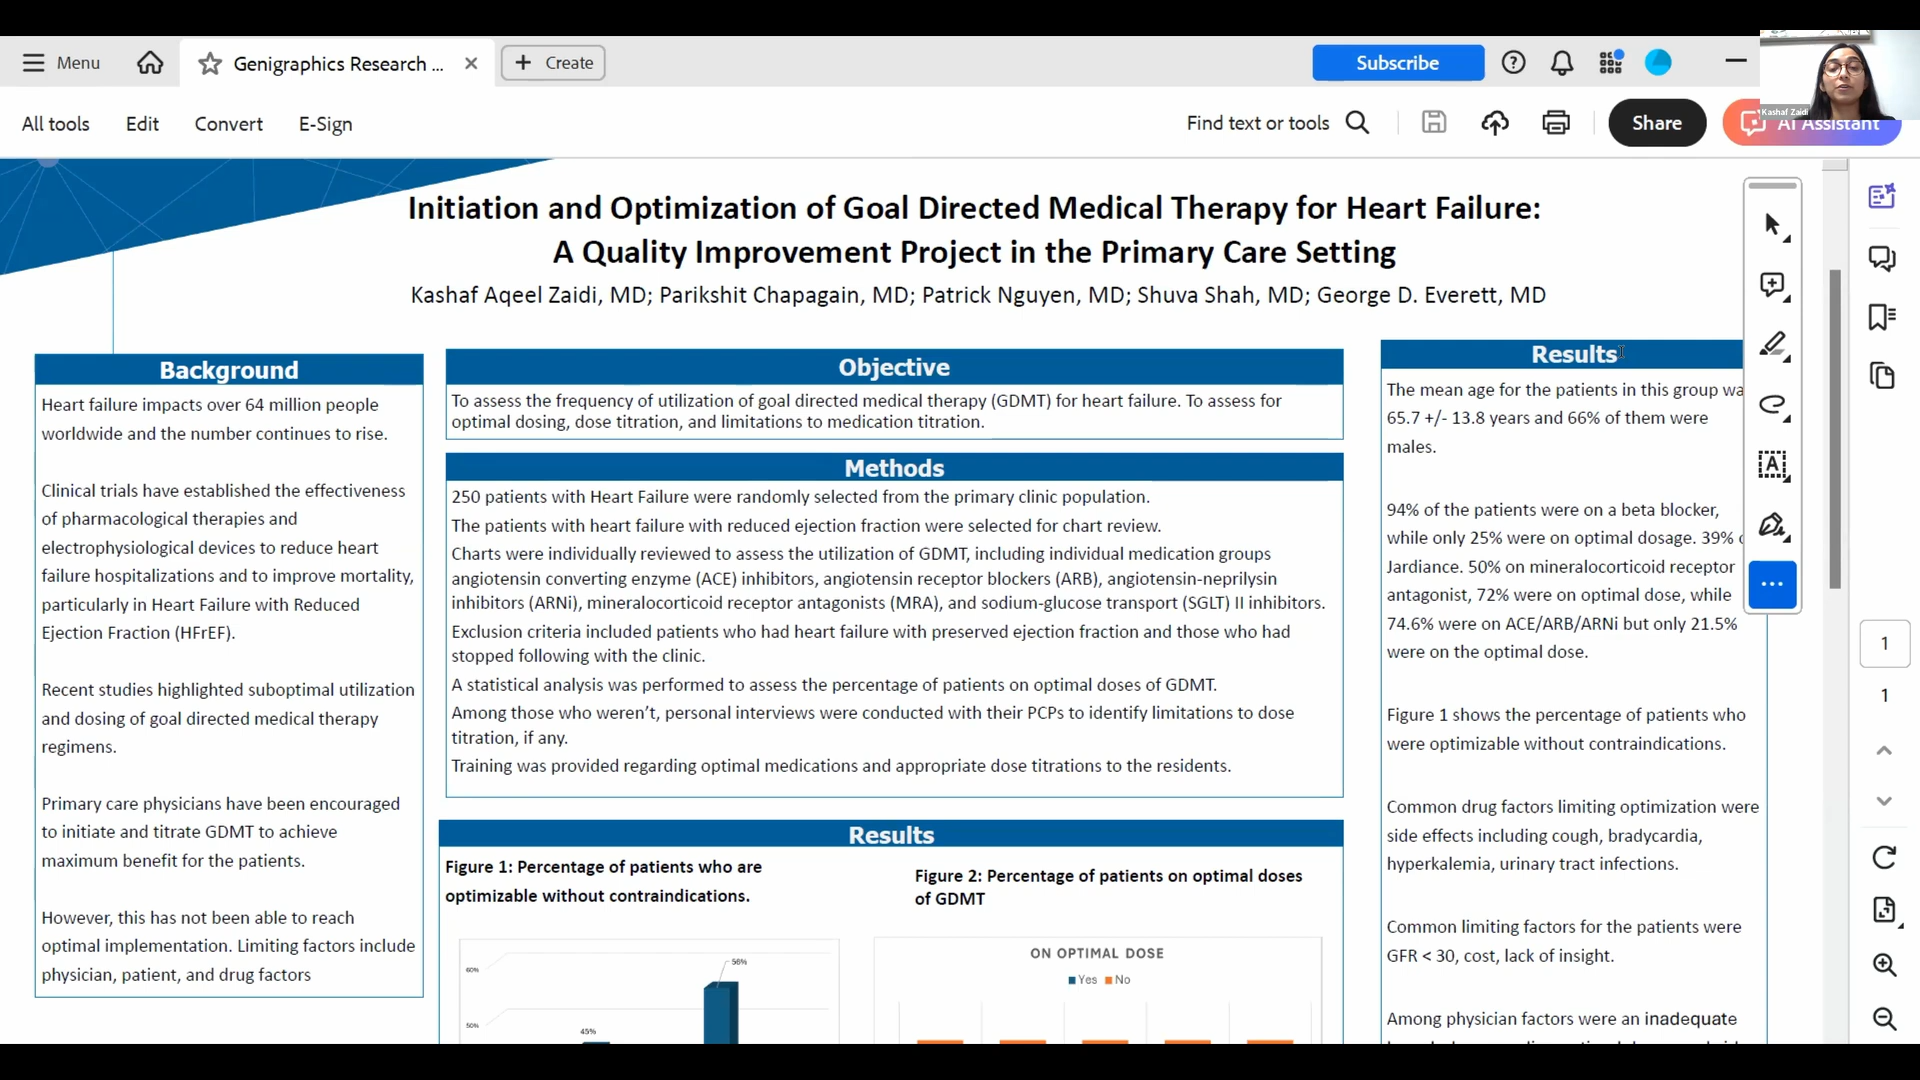 Menu
Genigraphics Research ...
Create
Subscribe
Kashaf Zaidi
All tools
Edit
Convert
E-Sign
Find text or tools
Share
AI Assistant
Initiation and Optimization of Goal Directed Medical Therapy for Heart Failure:
A Quality Improvement Project in the Primary Care Setting
Kashaf Aqeel Zaidi, MD; Parikshit Chapagain, MD; Patrick Nguyen, MD; Shuva Shah, MD; George D. Everett, MD
Background
Heart failure impacts over 64 million people
worldwide and the number continues to rise.
Clinical trials have established the effectiveness
of pharmacological therapies and
electrophysiological devices to reduce heart
failure hospitalizations and to improve mortality,
particularly in Heart Failure with Reduced
Ejection Fraction (HFrEF).
Recent studies highlighted suboptimal utilization
and dosing of goal directed medical therapy
regimens.
Primary care physicians have been encouraged
to initiate and titrate GDMT to achieve
maximum benefit for the patients.
However, this has not been able to reach
optimal implementation. Limiting factors include
physician, patient, and drug factors
Objective
To assess the frequency of utilization of goal directed medical therapy (GDMT) for heart failure. To assess for
optimal dosing, dose titration, and limitations to medication titration.
Methods
250 patients with Heart Failure were randomly selected from the primary clinic population.
The patients with heart failure with reduced ejection fraction were selected for chart review.
Charts were individually reviewed to assess the utilization of GDMT, including individual medication groups
angiotensin converting enzyme (ACE) inhibitors, angiotensin receptor blockers (ARB), angiotensin-neprilysin
inhibitors (ARNi), mineralocorticoid receptor antagonists (MRA), and sodium-glucose transport (SGLT) II inhibitors.
Exclusion criteria included patients who had heart failure with preserved ejection fraction and those who had
stopped following with the clinic.
A statistical analysis was performed to assess the percentage of patients on optimal doses of GDMT.
Among those who weren't, personal interviews were conducted with their PCPs to identify limitations to dose
titration, if any.
Training was provided regarding optimal medications and appropriate dose titrations to the residents.
Results
Figure 1: Percentage of patients who are
optimizable without contraindications.
60%
56%
50%
45%
Figure 2: Percentage of patients on optimal doses
of GDMT
ON OPTIMAL DOSE
Yes No
Results
The mean age for the patients in this group wa
65.7 +/- 13.8 years and 66% of them were
males.
94% of the patients were on a beta blocker,
while only 25% were on optimal dosage. 39%
Jardiance. 50% on mineralocorticoid receptor
antagonist, 72% were on optimal dose, while
74.6% were on ACE/ARB/ARNi but only 21.5%
were on the optimal dose.
Figure 1 shows the percentage of patients who
were optimizable without contraindications.
Common drug factors limiting optimization were
side effects including cough, bradycardia,
hyperkalemia, urinary tract infections.
Common limiting factors for the patients were
GFR < 30, cost, lack of insight.
Among physician factors were an inadequate
1
1